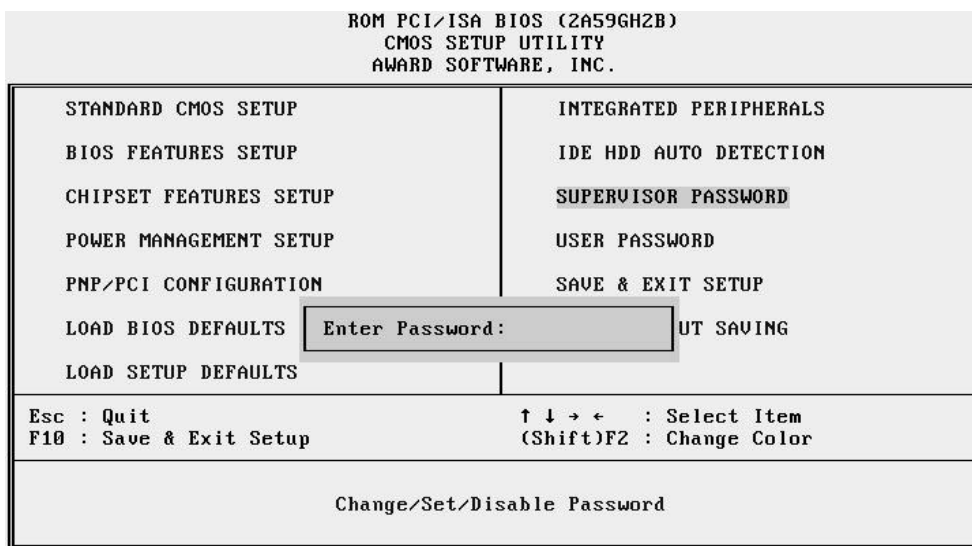 ROM PCI/ISA BIOS (2A59GH2B)
CMOS SETUP UTILITY
AWARD SOFTWARE, INC.
STANDARD CMOS SETUP
BIOS FEATURES SETUP
CHIPSET FEATURES SETUP
POWER MANAGEMENT SETUP
PNP/PCI CONFIGURATION
LOAD BIOS DEFAULTS
LOAD SETUP DEFAULTS
INTEGRATED PERIPHERALS
IDE HDD AUTO DETECTION
SUPERVISOR PASSWORD
USER PASSWORD
SAVE & EXIT SETUP
UT SAVING
Enter Password:
Esc : Quit
F10 : Save & Exit Setup
↑ ↓ → ← : Select Item
(Shift)F2 : Change Color
Change/Set/Disable Password